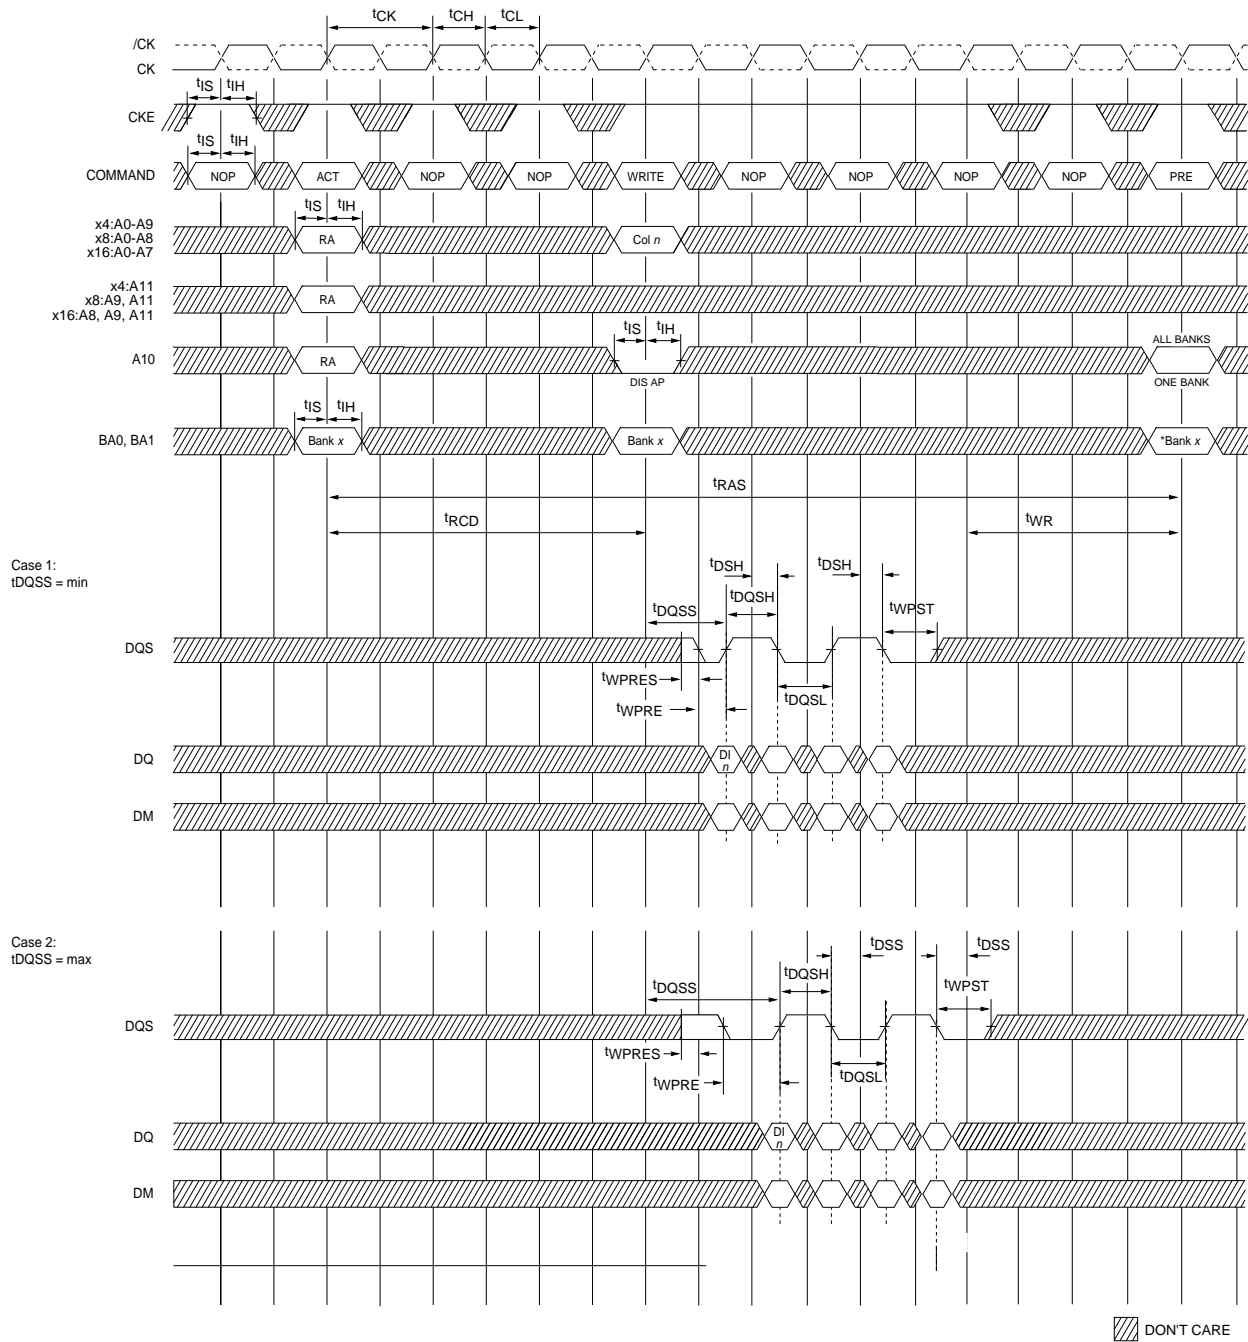 tCK tCH tCL
/CK
CK
tIS tIH
CKE
tIS tIH
COMMAND NOP ACT NOP NOP WRITE NOP NOP NOP NOP PRE
tIS tIH
x4:A0-A9
x8:A0-A8
x16:A0-A7
RA Col n
x4:A11
x8:A9, A11
x16:A8, A9, A11
RA
tIS tIH
A10 RA ALL BANKS
DIS AP ONE BANK
tIS tIH
BA0, BA1 Bank x Bank x *Bank x
tRAS
tRCD tWR
Case 1:
tDQSS = min
tDSH tDSH
tDQSH
tDQSS tWPST
DQS
tWPRES
tDQSL
tWPRE
DQ DI n
DM
Case 2:
tDQSS = max
tDSS tDSS
tDQSH
tDQSS tWPST
DQS
tWPRES
tDQSL
tWPRE
DQ DI n
DM
DON'T CARE